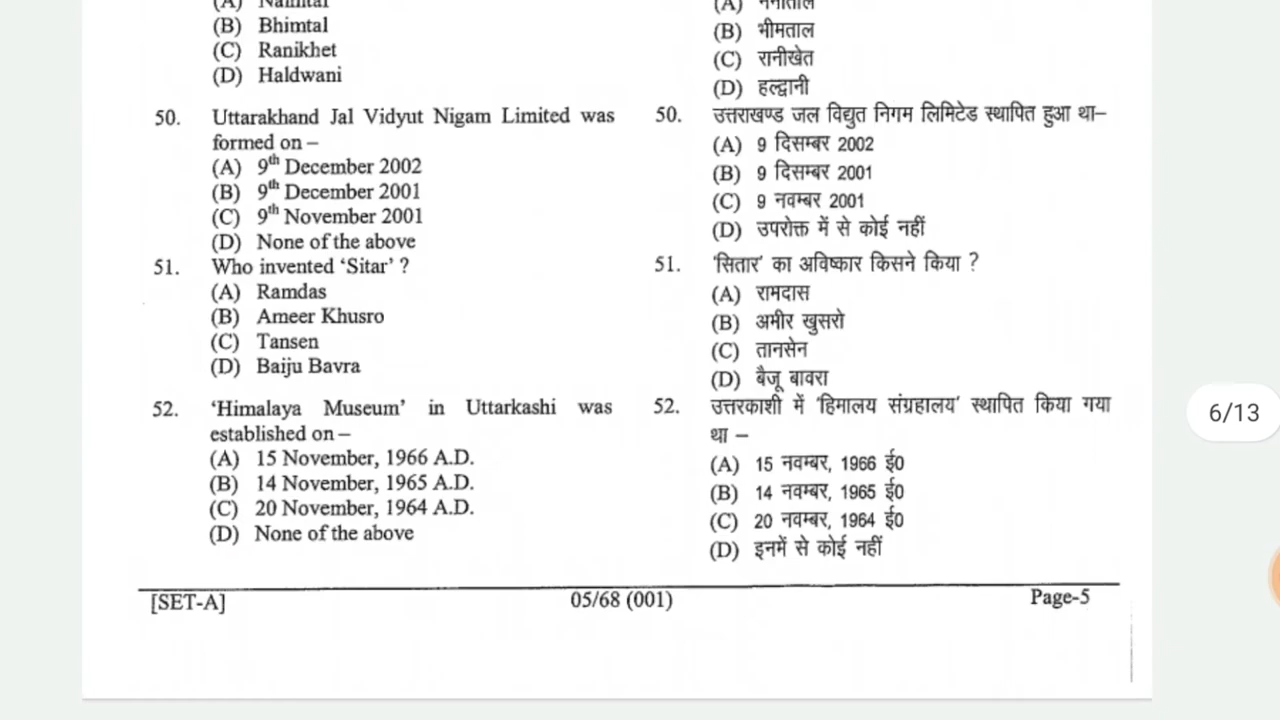 (A) Nainital
(B) Bhimtal
(C) Ranikhet
(D) Haldwani
50. Uttarakhand Jal Vidyut Nigam Limited was
formed on –
(A) 9th December 2002
(B) 9th December 2001
(C) 9th November 2001
(D) None of the above
51. Who invented ‘Sitar’ ?
(A) Ramdas
(B) Ameer Khusro
(C) Tansen
(D) Baiju Bavra
52. ‘Himalaya Museum’ in Uttarkashi was
established on –
(A) 15 November, 1966 A.D.
(B) 14 November, 1965 A.D.
(C) 20 November, 1964 A.D.
(D) None of the above
(A) नैनीताल
(B) भीमताल
(C) रानीखेत
(D) हल्द्वानी
50. उत्तराखण्ड जल विद्युत निगम लिमिटेड स्थापित हुआ था–
(A) 9 दिसम्बर 2002
(B) 9 दिसम्बर 2001
(C) 9 नवम्बर 2001
(D) उपरोक्त में से कोई नहीं
51. ‘सितार’ का अविष्कार किसने किया ?
(A) रामदास
(B) अमीर खुसरो
(C) तानसेन
(D) बैजू बावरा
52. उत्तरकाशी में ‘हिमालय संग्रहालय’ स्थापित किया गया
था –
(A) 15 नवम्बर, 1966 ई0
(B) 14 नवम्बर, 1965 ई0
(C) 20 नवम्बर, 1964 ई0
(D) इनमें से कोई नहीं
6/13
[SET-A] 05/68 (001) Page-5